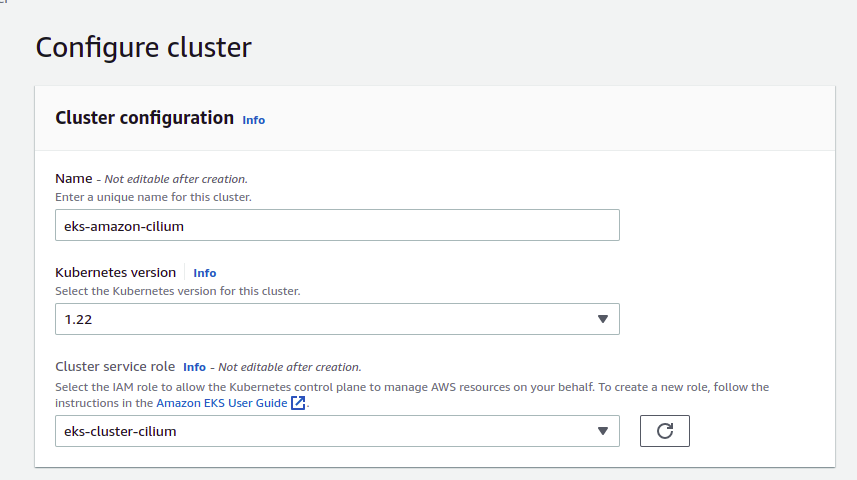 Configure cluster
Cluster configuration Info
Name - Not editable after creation.
Enter a unique name for this cluster.
eks-amazon-cilium
Kubernetes version Info
Select the Kubernetes version for this cluster.
1.22
Cluster service role Info - Not editable after creation.
Select the IAM role to allow the Kubernetes control plane to manage AWS resources on your behalf. To create a new role, follow the
instructions in the Amazon EKS User Guide .
eks-cluster-cilium